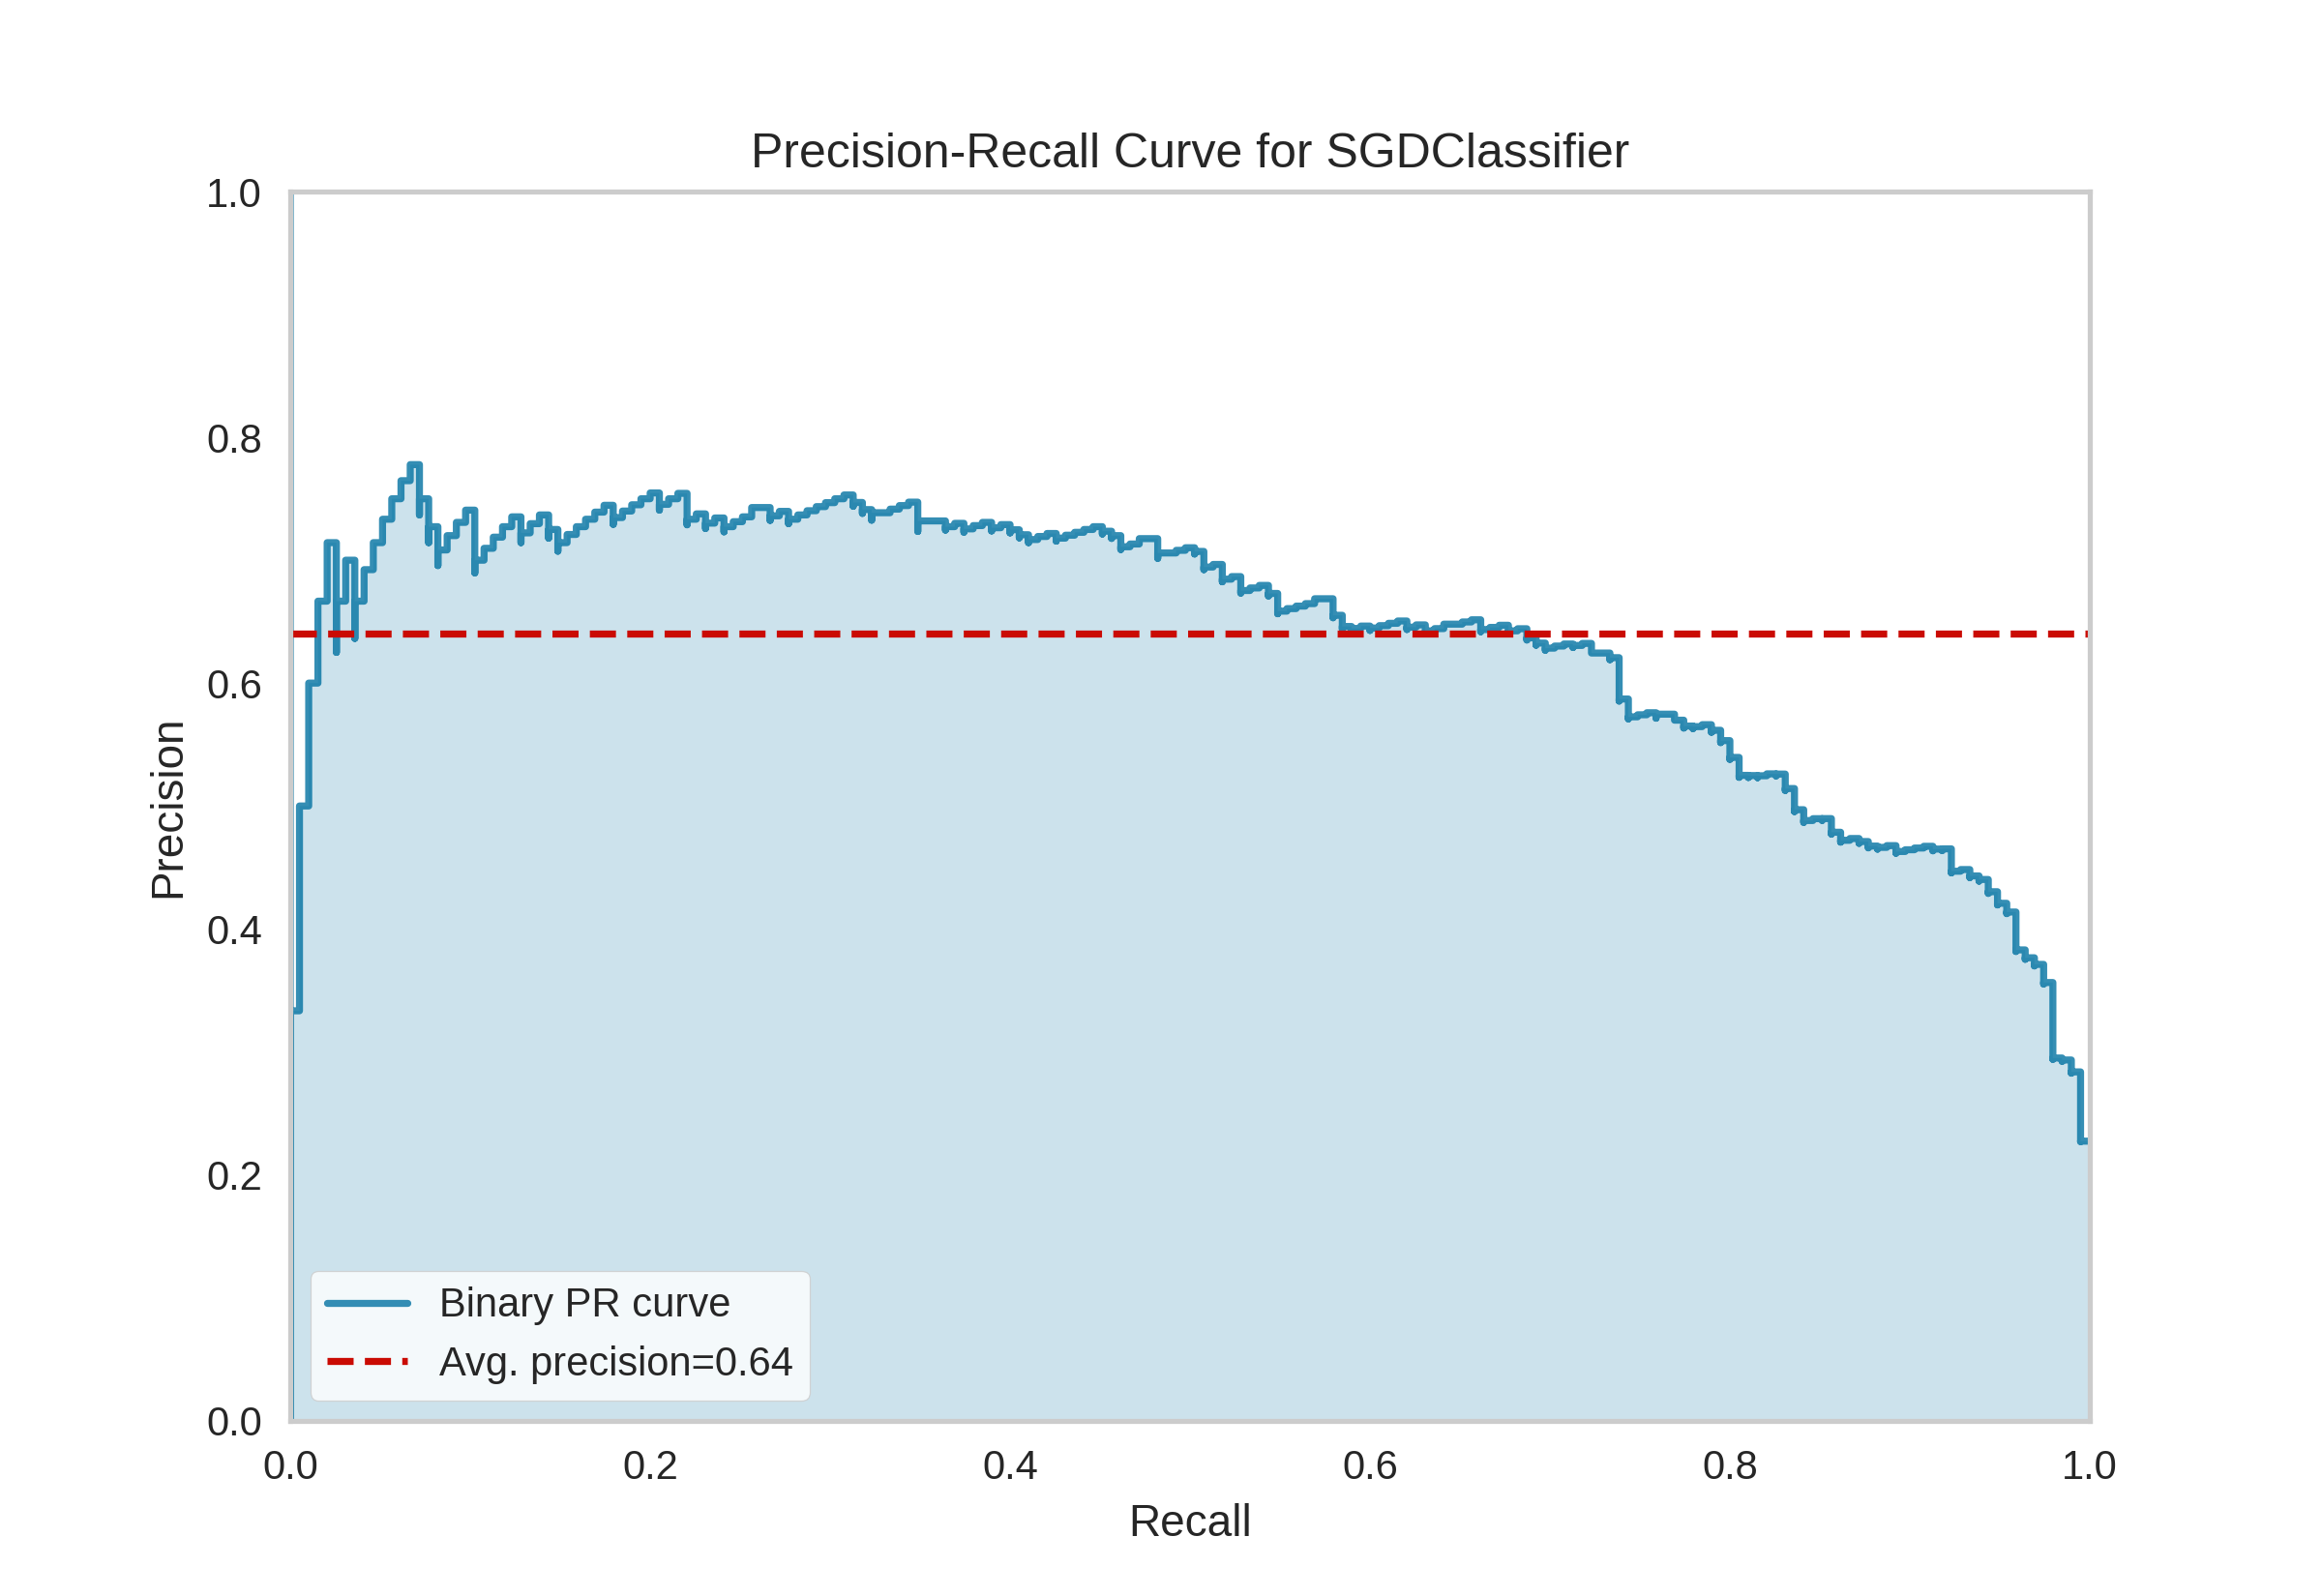 Precision-Recall Curve for SGDClassifier
1.0
0.8
0.6
0.4
0.2
0.0
Precision
Binary PR curve
Avg. precision=0.64
0.0 0.2 0.4 0.6 0.8 1.0
Recall